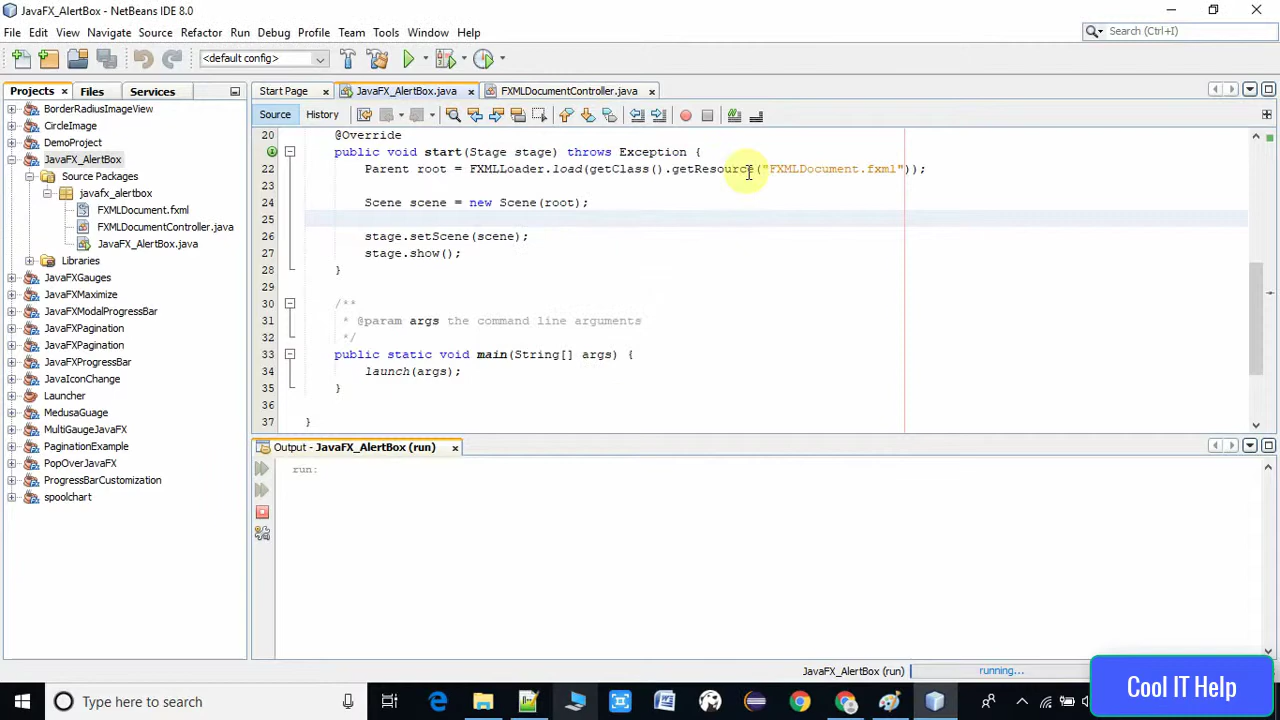 JavaFX_AlertBox - NetBeans IDE 8.0
File Edit View Navigate Source Refactor Run Debug Profile Team Tools Window Help
Search (Ctrl+I)
<default config>
Projects Files Services
Start Page JavaFX_AlertBox.java FXMLDocumentController.java
Source History
BorderRadiusImageView
CircleImage
DemoProject
JavaFX_AlertBox
Source Packages
javafx_alertbox
FXMLDocument.fxml
FXMLDocumentController.java
JavaFX_AlertBox.java
Libraries
JavaFXGauges
JavaFXMaximize
JavaFXModalProgressBar
JavaFXPagination
JavaFXPagination
JavaFXProgressBar
JavaIconChange
Launcher
MedusaGuage
MultiGaugeJavaFX
PaginationExample
PopOverJavaFX
ProgressBarCustomization
spoolchart
20 @Override
public void start(Stage stage) throws Exception {
22 Parent root = FXMLLoader.load(getClass().getResource("FXMLDocument.fxml"));
23
24 Scene scene = new Scene(root);
25
26 stage.setScene(scene);
27 stage.show();
28 }
29
30 /**
31 * @param args the command line arguments
32 */
33 public static void main(String[] args) {
34 launch(args);
35 }
36
37 }
Output - JavaFX_AlertBox (run)
run:
JavaFX_AlertBox (run) running...
Type here to search
Cool IT Help